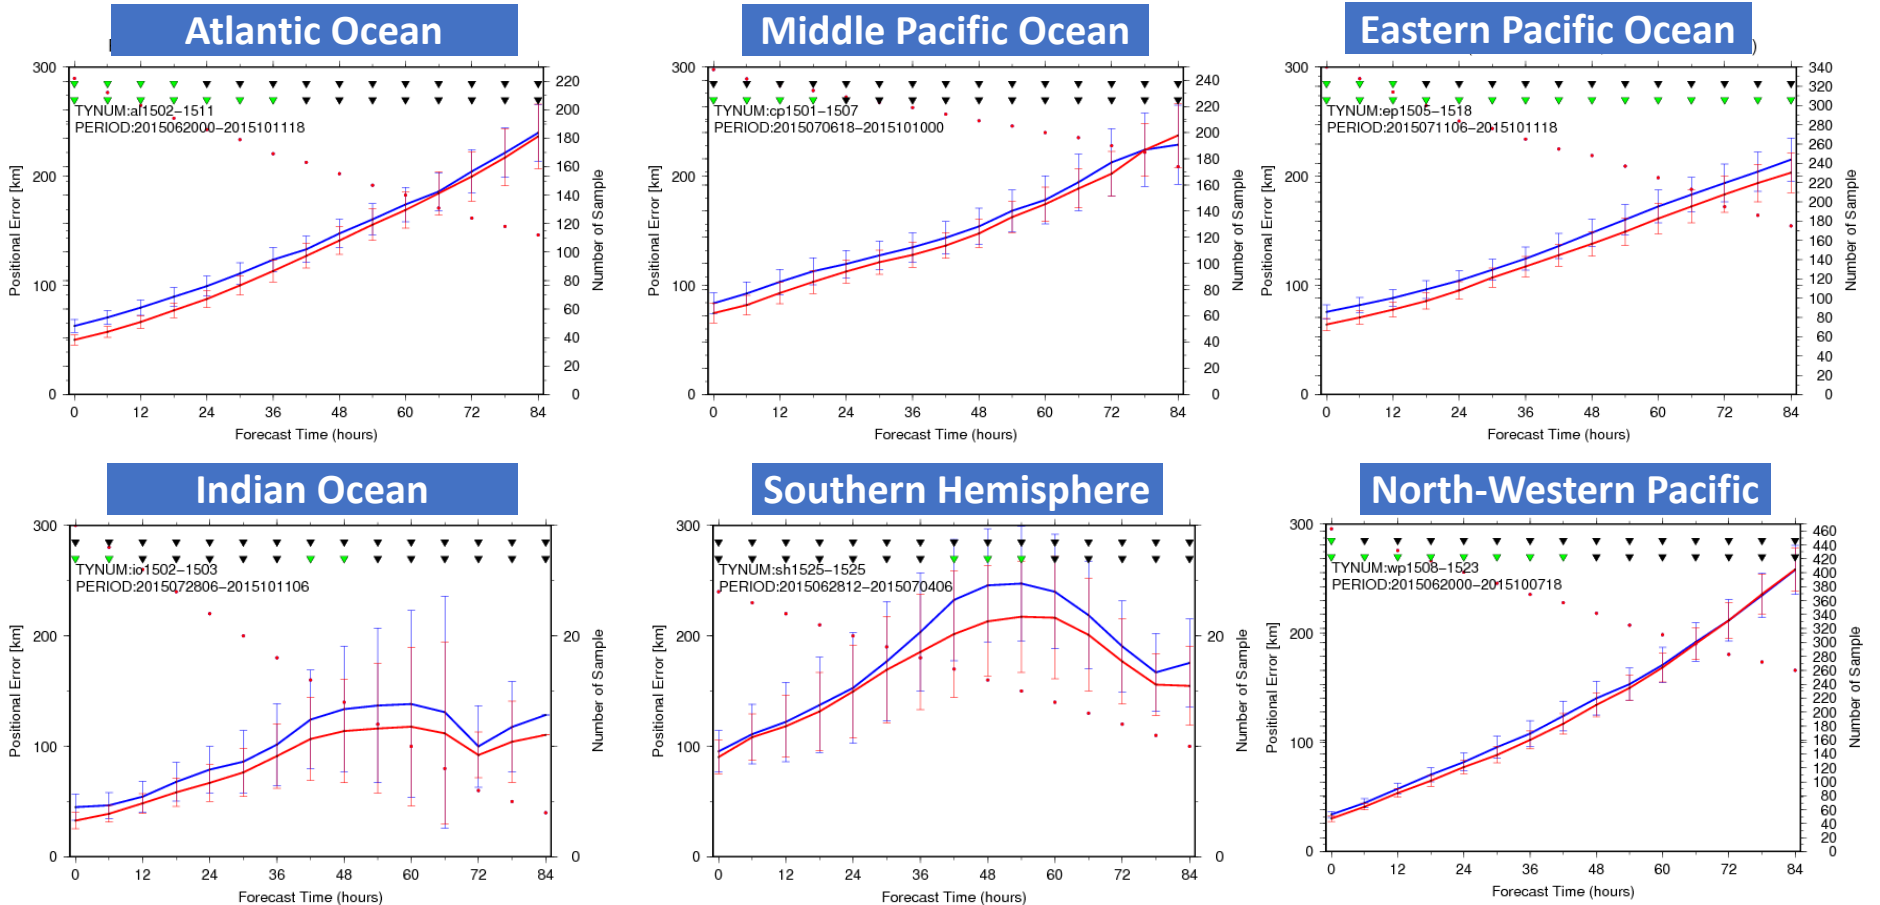 Atlantic Ocean
300
200
100
0
Positional Error [km]
TYNUM:al1502-1511
PERIOD:2015062000-2015101118
220
200
180
160
140
120
100
80
60
40
20
0
Number of Sample
0 12 24 36 48 60 72 84
Forecast Time (hours)
Middle Pacific Ocean
300
200
100
0
Positional Error [km]
TYNUM:cp1501-1507
PERIOD:2015070618-2015101000
240
220
200
180
160
140
120
100
80
60
40
20
0
Number of Sample
0 12 24 36 48 60 72 84
Forecast Time (hours)
Eastern Pacific Ocean
)
300
200
100
0
Positional Error [km]
TYNUM:ep1505-1518
PERIOD:2015071106-2015101118
340
320
300
280
260
240
220
200
180
160
140
120
100
80
60
40
20
0
Number of Sample
0 12 24 36 48 60 72 84
Forecast Time (hours)
Indian Ocean
300
200
100
0
Positional Error [km]
TYNUM:io1502-1503
PERIOD:2015072806-2015101106
20
0
Number of Sample
0 12 24 36 48 60 72 84
Forecast Time (hours)
Southern Hemisphere
300
200
100
0
Positional Error [km]
TYNUM:sh1525-1525
PERIOD:2015062812-2015070406
20
0
Number of Sample
0 12 24 36 48 60 72 84
Forecast Time (hours)
North-Western Pacific
300
200
100
0
Positional Error [km]
TYNUM:wp1508-1523
PERIOD:2015062000-2015100718
460
440
420
400
380
360
340
320
300
280
260
240
220
200
180
160
140
120
100
80
60
40
20
0
Number of Sample
0 12 24 36 48 60 72 84
Forecast Time (hours)